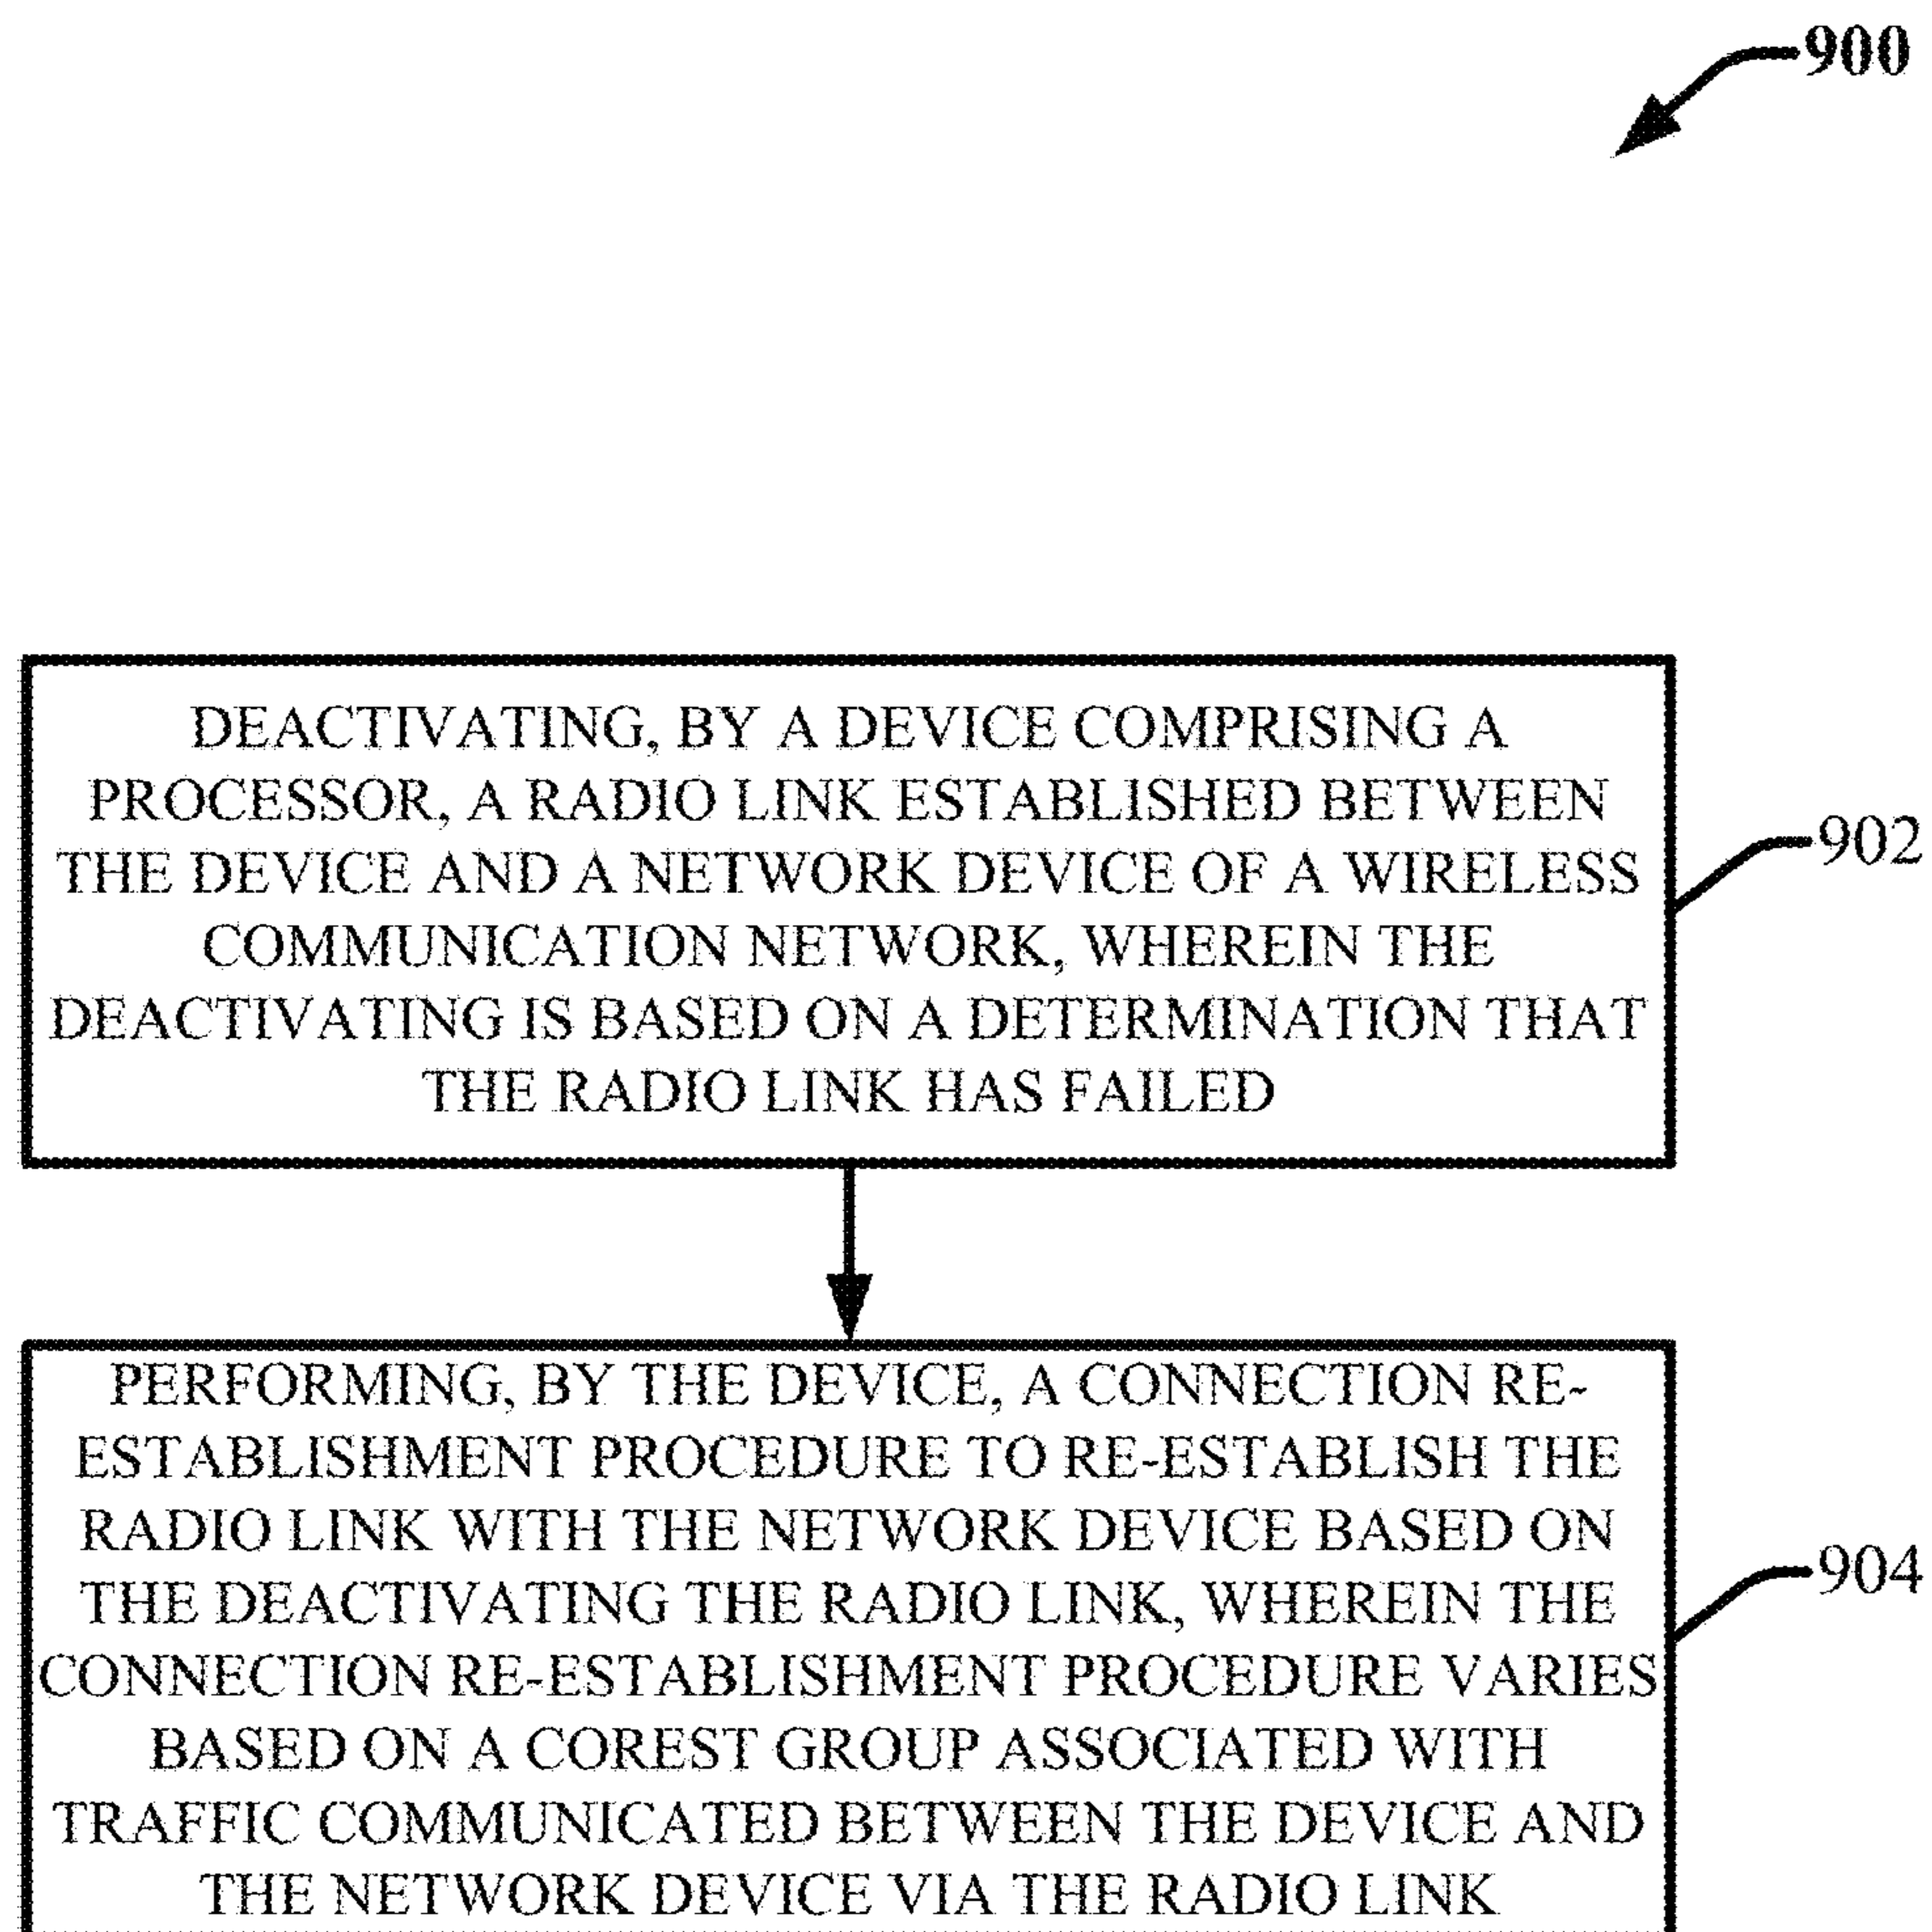 900
DEACTIVATING, BY A DEVICE COMPRISING A
PROCESSOR, A RADIO LINK ESTABLISHED BETWEEN
THE DEVICE AND A NETWORK DEVICE OF A WIRELESS
COMMUNICATION NETWORK, WHEREIN THE
DEACTIVATING IS BASED ON A DETERMINATION THAT
THE RADIO LINK HAS FAILED
902
PERFORMING, BY THE DEVICE, A CONNECTION RE-
ESTABLISHMENT PROCEDURE TO RE-ESTABLISH THE
RADIO LINK WITH THE NETWORK DEVICE BASED ON
THE DEACTIVATING THE RADIO LINK, WHEREIN THE
CONNECTION RE-ESTABLISHMENT PROCEDURE VARIES
BASED ON A COREST GROUP ASSOCIATED WITH
TRAFFIC COMMUNICATED BETWEEN THE DEVICE AND
THE NETWORK DEVICE VIA THE RADIO LINK
904